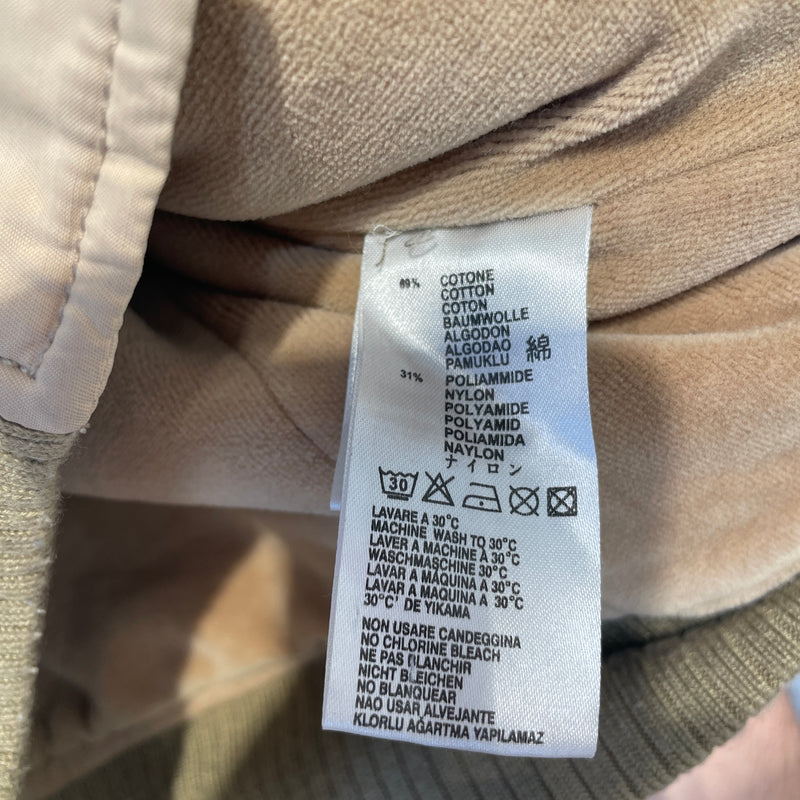 69% COTONE
COTTON
COTON
BAUMWOLLE
ALGODON
ALGODAO 綿
PAMUKLU
31% POLIAMMIDE
NYLON
POLYAMIDE
POLYAMID
POLIAMIDA
NAYLON
ナイロン
30
LAVARE A 30°C
MACHINE WASH TO 30°C
LAVER A MACHINE À 30°C
WASCHMASCHINE 30°C
LAVAR A MÁQUINA A 30°C
LAVAR A MAQUINA A 30°C
30°C' DE YIKAMA
NON USARE CANDEGGINA
NO CHLORINE BLEACH
NE PAS BLANCHIR
NICHT BLEICHEN
NO BLANQUEAR
NAO USAR ALVEJANTE
KLORLU AĞARTMA YAPILAMAZ